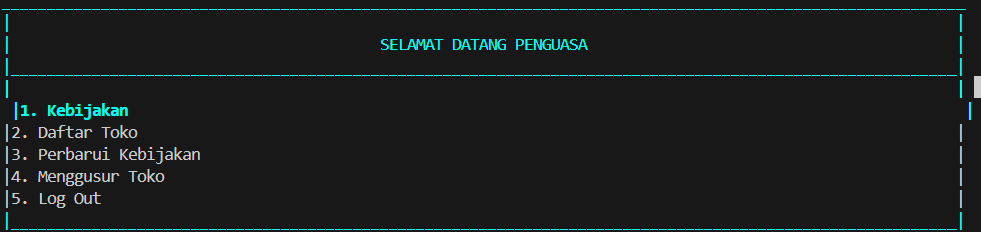 SELAMAT DATANG PENGUASA
1. Kebijakan
2. Daftar Toko
3. Perbarui Kebijakan
4. Menggusur Toko
5. Log Out